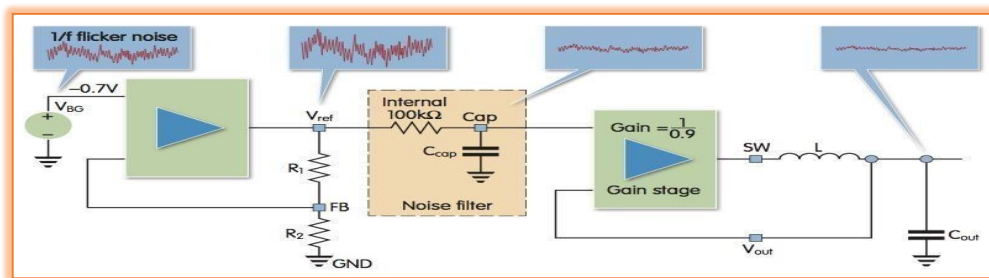 1/f flicker noise
–0.7V
VBG
+
–
Vref
R1
FB
R2
GND
Internal
100kΩ
Cap
Ccap
Noise filter
Gain = 1/0.9
Gain stage
SW
L
Vout
Cout